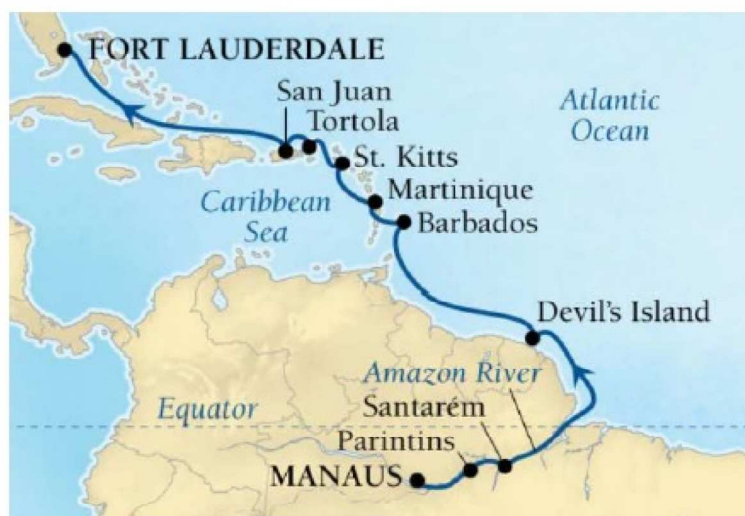 FORT LAUDERDALE
San Juan
Tortola
Atlantic
Ocean
St. Kitts
Martinique
Caribbean
Sea
Barbados
Devil's Island
Amazon River
Equator
Santarém
Parintins
MANAUS